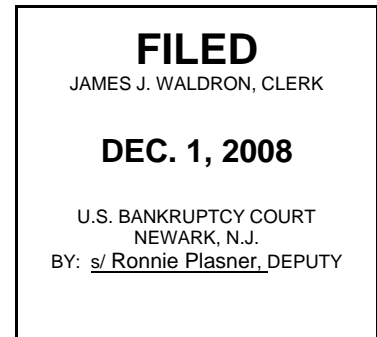 FILED
JAMES J. WALDRON, CLERK
DEC. 1, 2008
U.S. BANKRUPTCY COURT
NEWARK, N.J.
BY: s/ Ronnie Plasner, DEPUTY